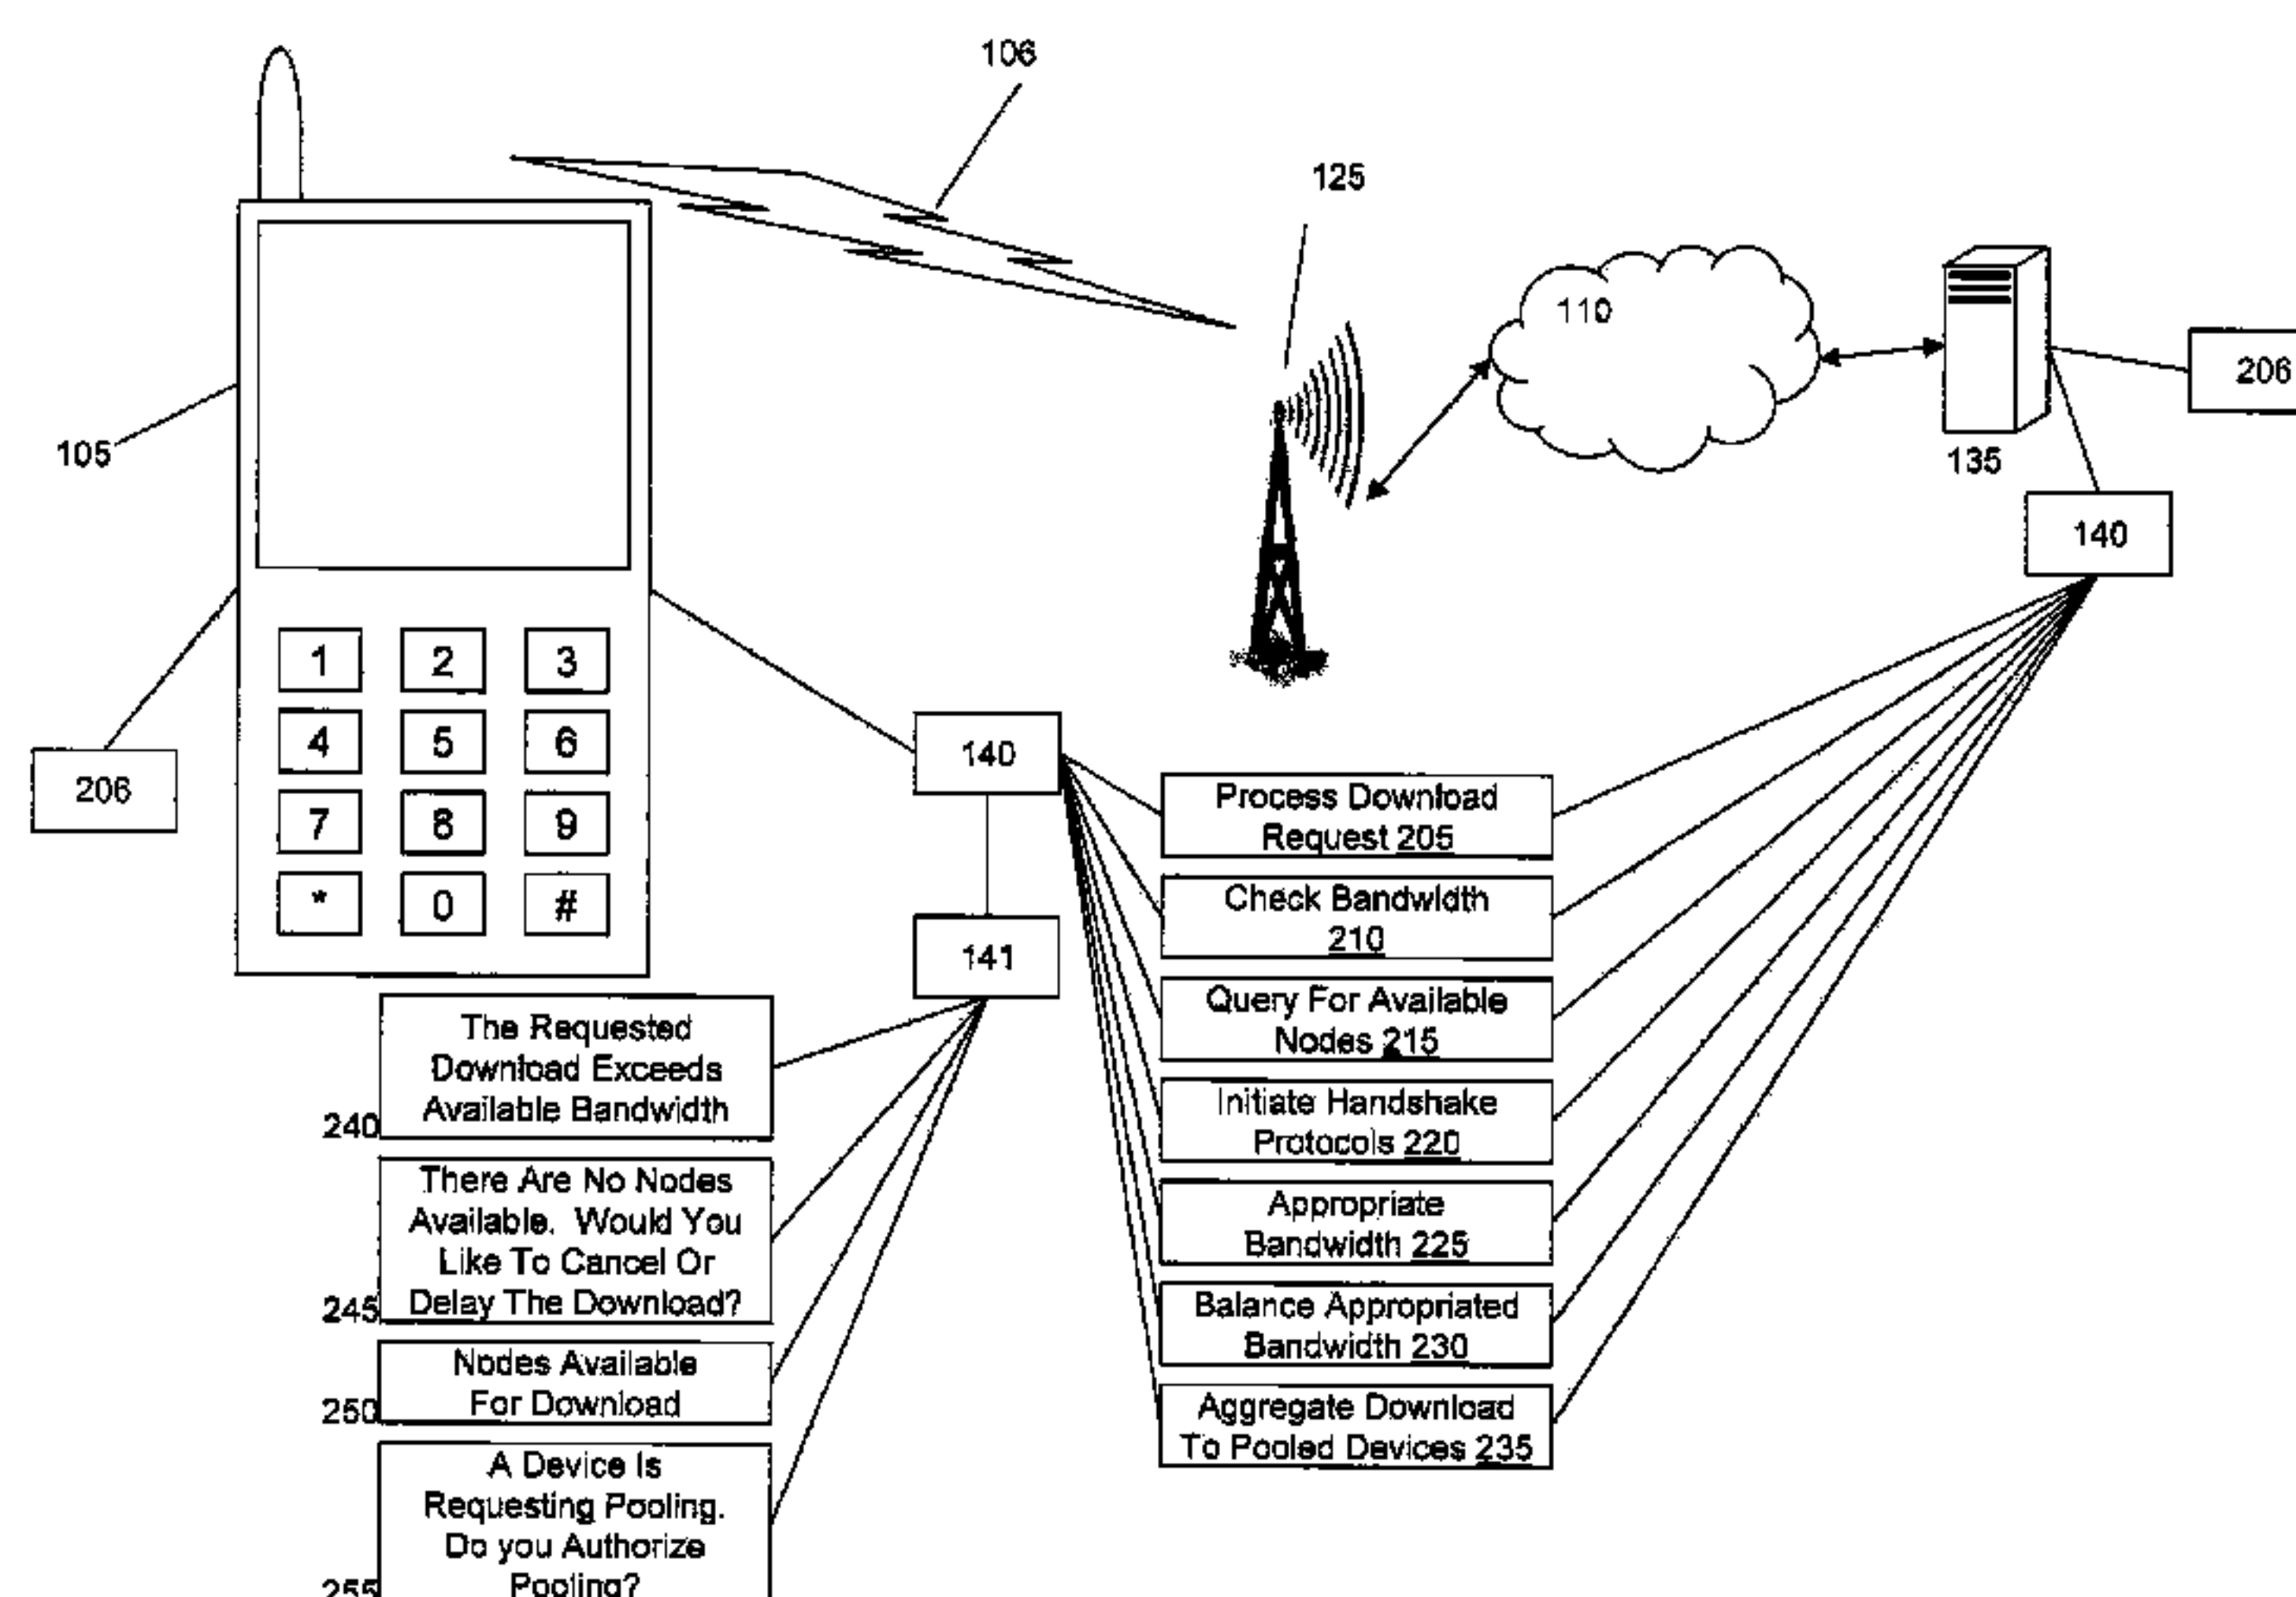 106
125
110
206
105
135
140
1 2 3
4 5 6
7 8 9
* 0 #
206
140
141
Process Download
Request 205
Check Bandwidth
210
Query For Available
Nodes 215
Initiate Handshake
Protocols 220
Appropriate
Bandwidth 225
Balance Appropriated
Bandwidth 230
Aggregate Download
To Pooled Devices 235
The Requested
Download Exceeds
Available Bandwidth
240
There Are No Nodes
Available. Would You
Like To Cancel Or
Delay The Download?
245
Nodes Available
For Download
250
A Device Is
Requesting Pooling.
Do you Authorize
Pooling?
255